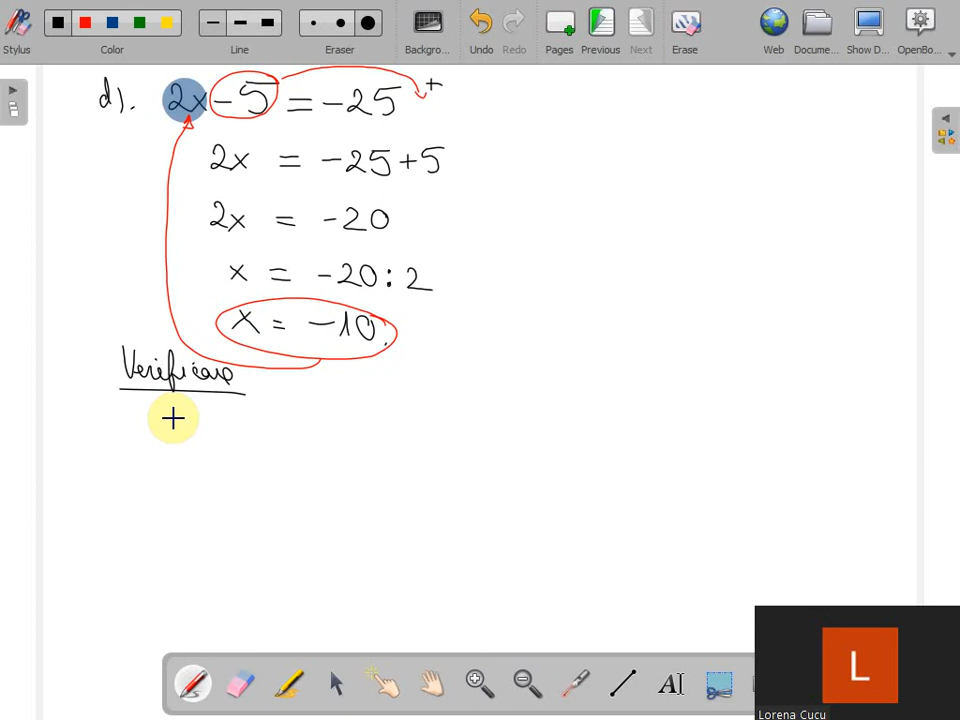 Stylus
Color
Line
Eraser
Backgro...
Undo
Redo
Pages
Previous
Next
Erase
Web
Docume...
Show D...
OpenBo...
d). 2x - 5 = -25 +
2x = -25 + 5
2x = -20
x = -20 : 2
x = -10.
Verificare
A
L
Lorena Cucu